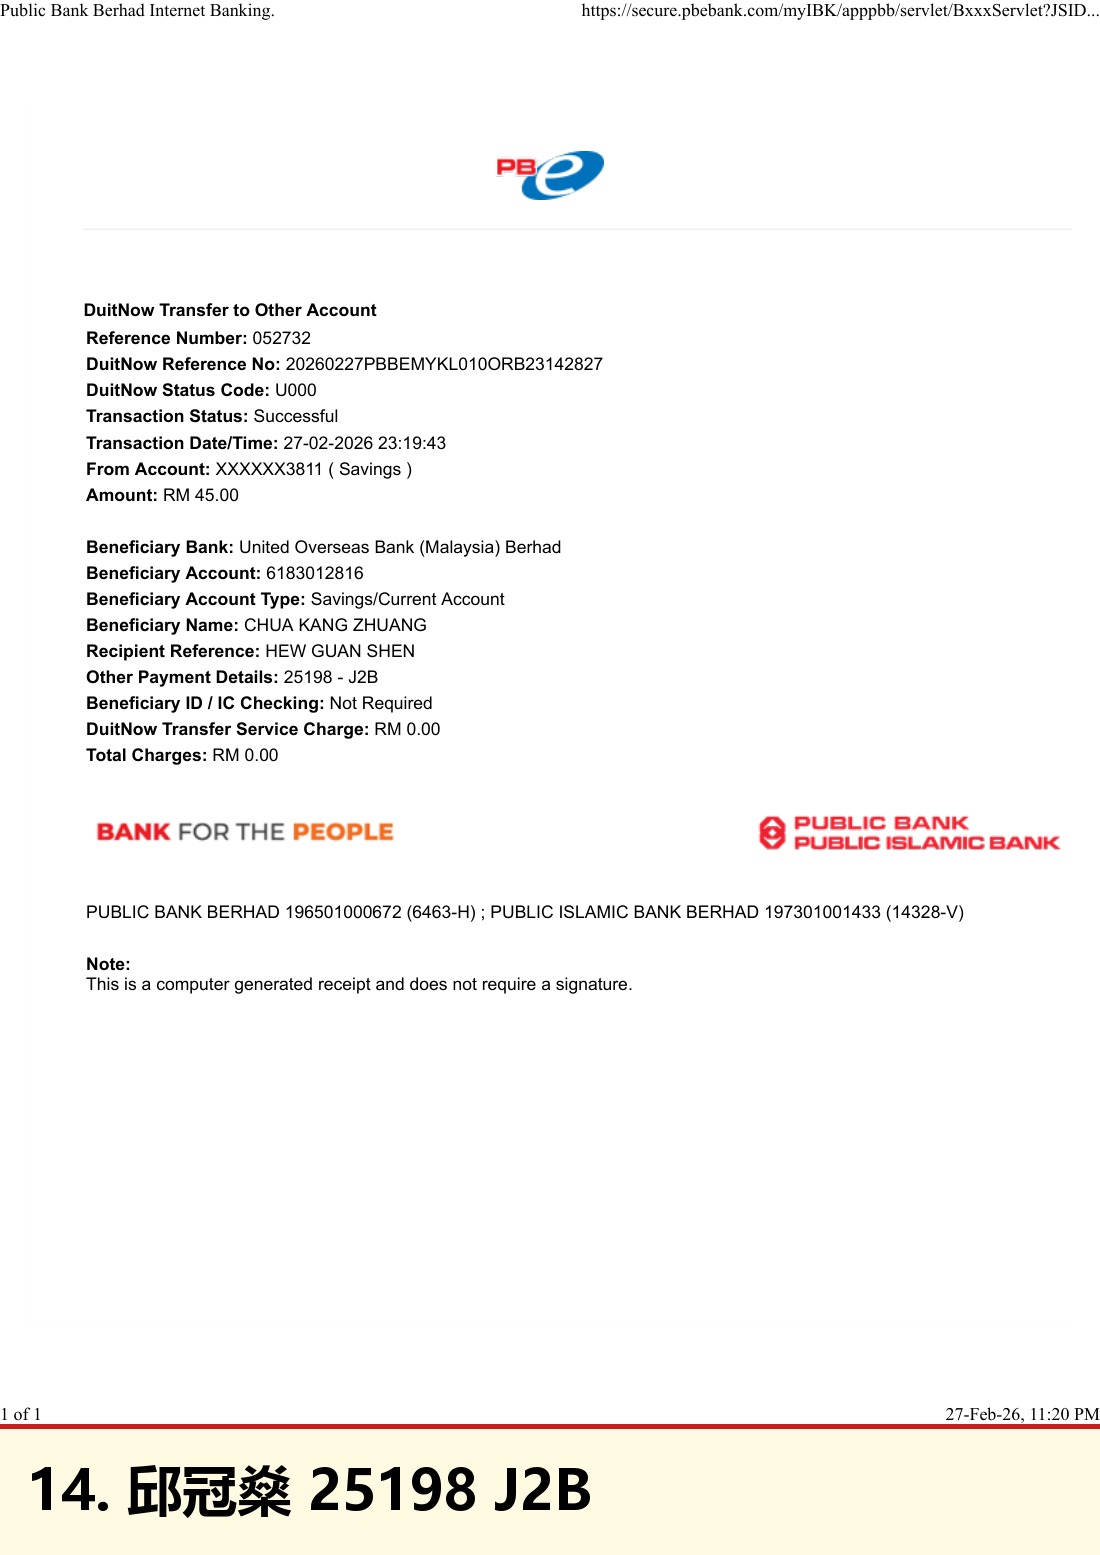 Public Bank Berhad Internet Banking.
https://secure.pbebank.com/myIBK/apppbb/servlet/BxxxServlet?JSID...
PBe
DuitNow Transfer to Other Account
Reference Number: 052732
DuitNow Reference No: 20260227PBBEMYKL010ORB23142827
DuitNow Status Code: U000
Transaction Status: Successful
Transaction Date/Time: 27-02-2026 23:19:43
From Account: XXXXXX3811 ( Savings )
Amount: RM 45.00
Beneficiary Bank: United Overseas Bank (Malaysia) Berhad
Beneficiary Account: 6183012816
Beneficiary Account Type: Savings/Current Account
Beneficiary Name: CHUA KANG ZHUANG
Recipient Reference: HEW GUAN SHEN
Other Payment Details: 25198 - J2B
Beneficiary ID / IC Checking: Not Required
DuitNow Transfer Service Charge: RM 0.00
Total Charges: RM 0.00
BANK FOR THE PEOPLE
PUBLIC BANK
PUBLIC ISLAMIC BANK
PUBLIC BANK BERHAD 196501000672 (6463-H) ; PUBLIC ISLAMIC BANK BERHAD 197301001433 (14328-V)
Note:
This is a computer generated receipt and does not require a signature.
1 of 1
27-Feb-26, 11:20 PM
14. 邱冠燊 25198 J2B